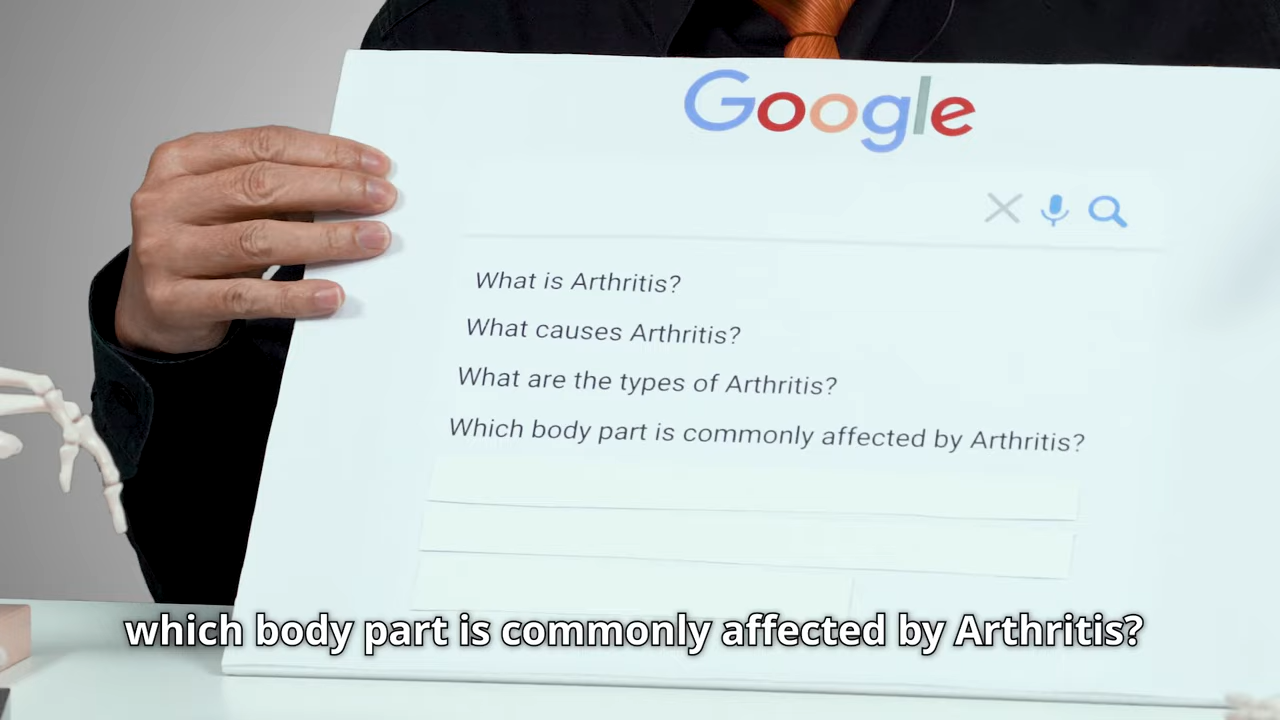 Google
What is Arthritis?
What causes Arthritis?
What are the types of Arthritis?
Which body part is commonly affected by Arthritis?
which body part is commonly affected by Arthritis?